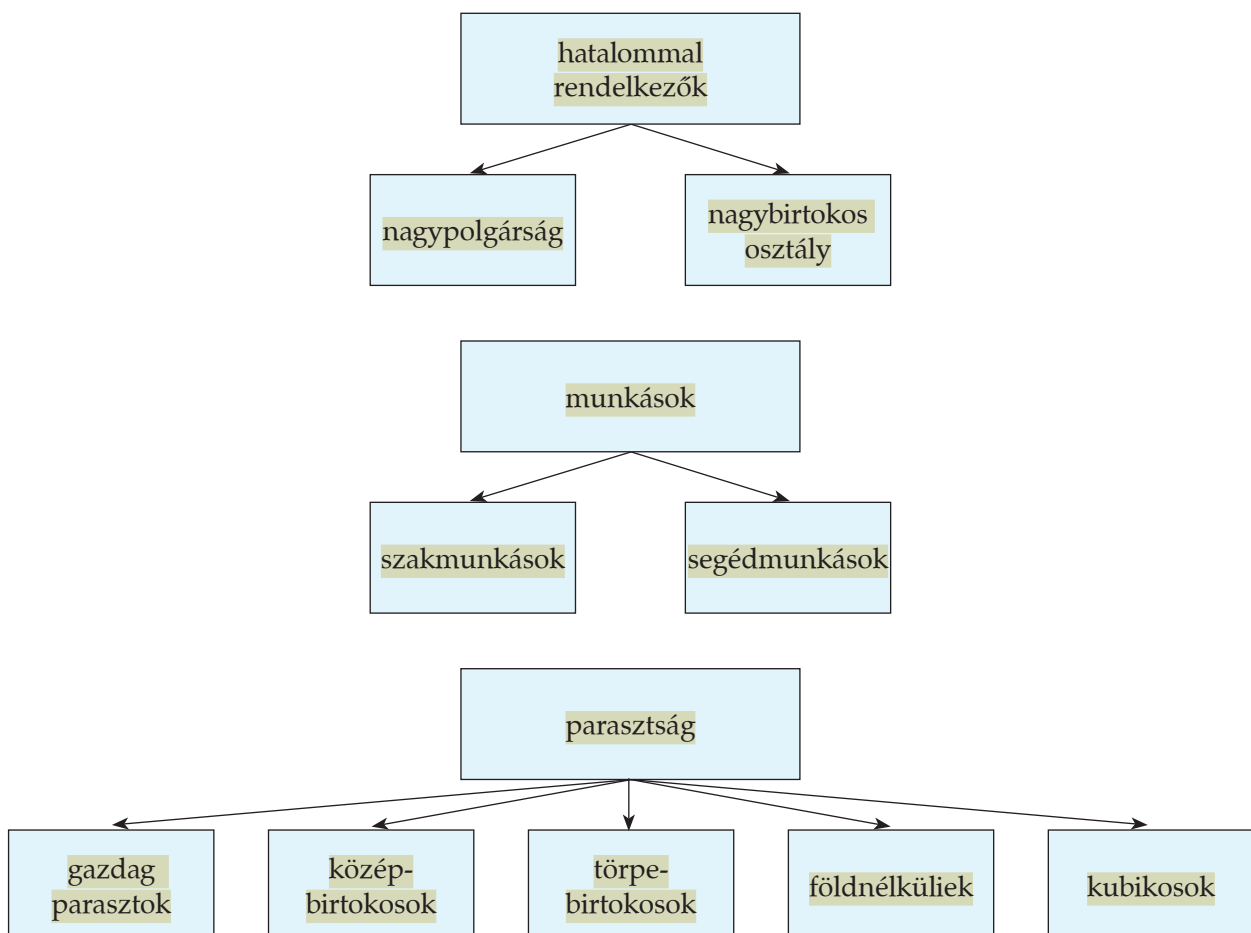 hatalommal
rendelkezők
nagypolgárság
nagybirtokos
osztály
munkások
szakmunkások
segédmunkások
parasztság
gazdag
parasztok
közép-
birtokosok
törpe-
birtokosok
földnélküliek
kubikosok